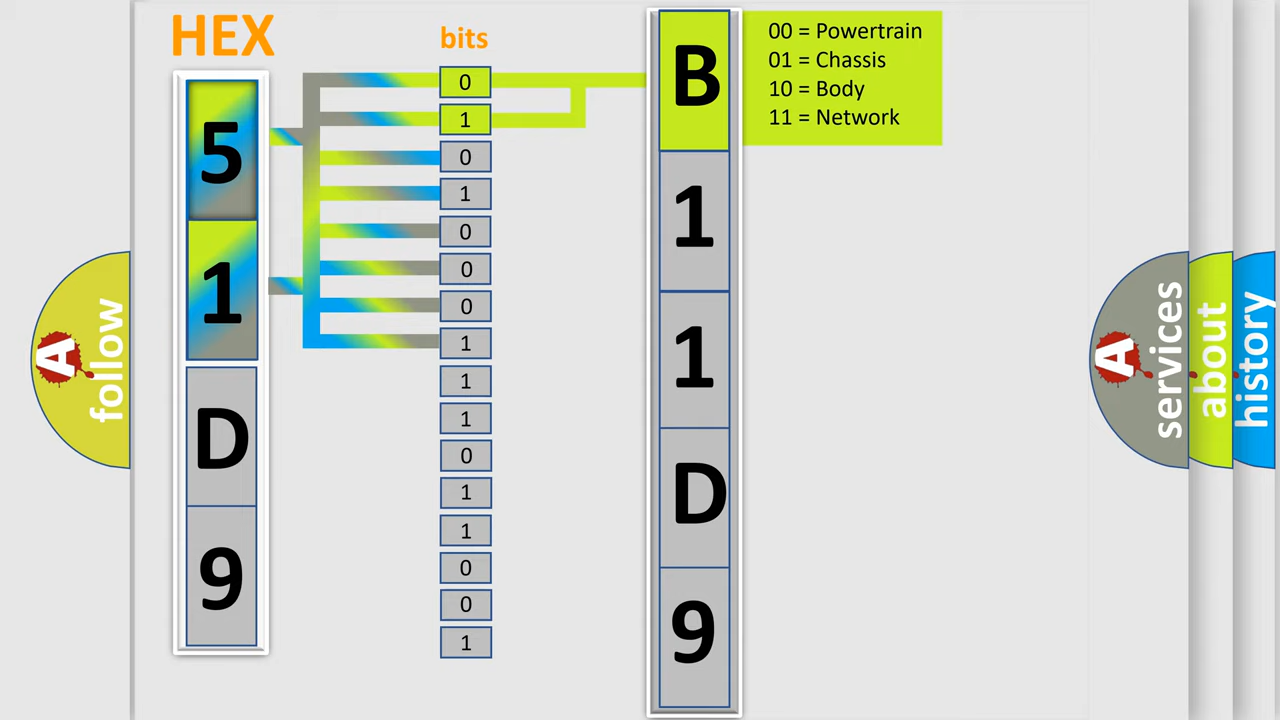 HEX
bits
5
1
D
9
0
1
0
1
0
0
0
1
1
1
0
1
1
0
0
1
B
1
1
D
9
00 = Powertrain
01 = Chassis
10 = Body
11 = Network
A follow
A services
about
history